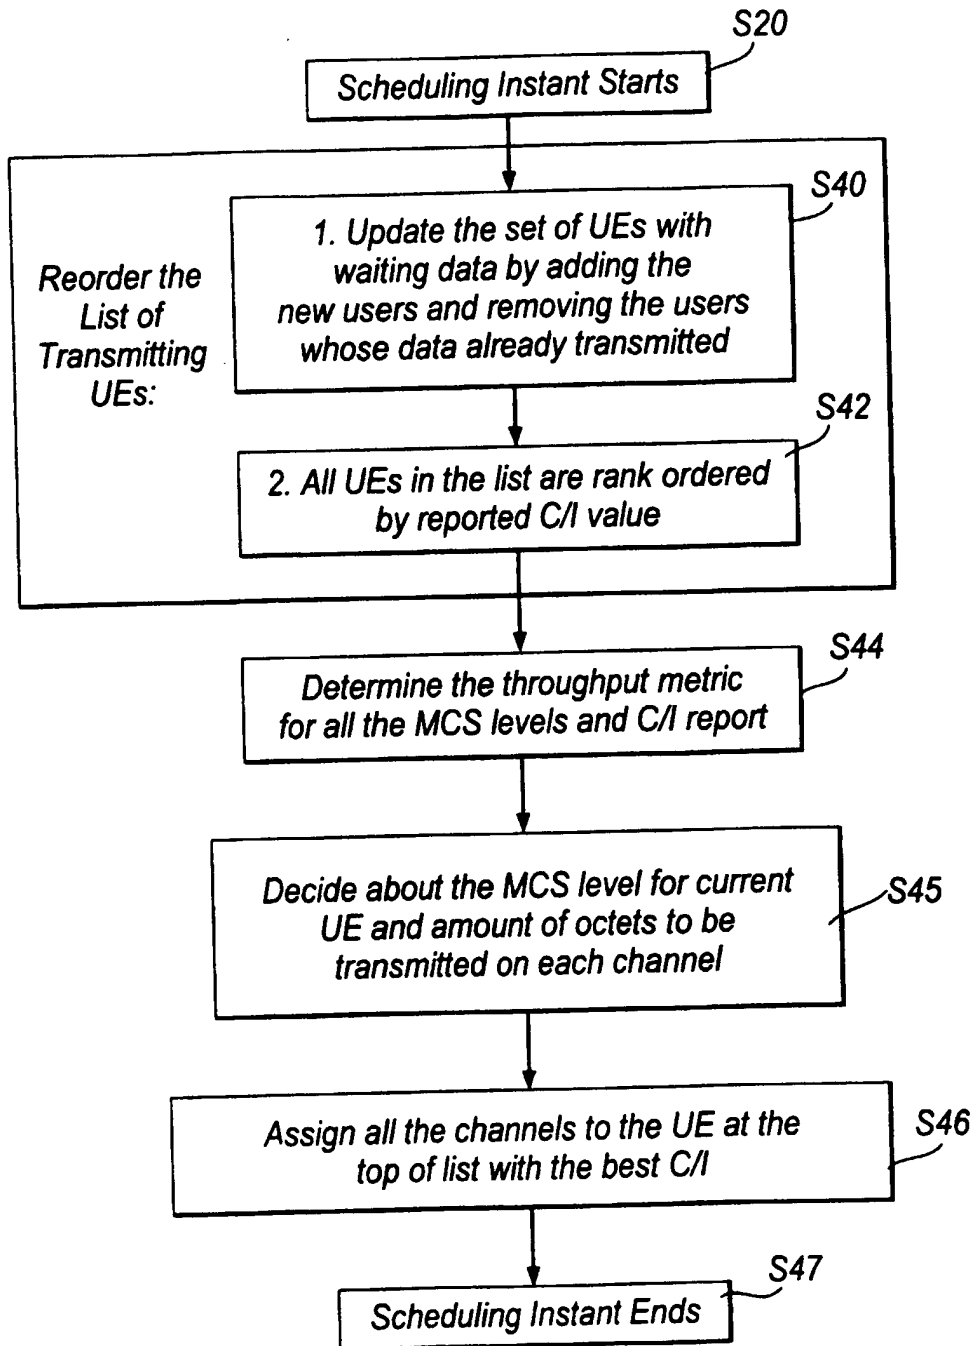 S20
Scheduling Instant Starts
S40
1. Update the set of UEs with
waiting data by adding the
new users and removing the users
whose data already transmitted
Reorder the
List of
Transmitting
UEs:
S42
2. All UEs in the list are rank ordered
by reported C/I value
S44
Determine the throughput metric
for all the MCS levels and C/I report
Decide about the MCS level for current
UE and amount of octets to be
transmitted on each channel
S45
Assign all the channels to the UE at the
top of list with the best C/I
S46
S47
Scheduling Instant Ends